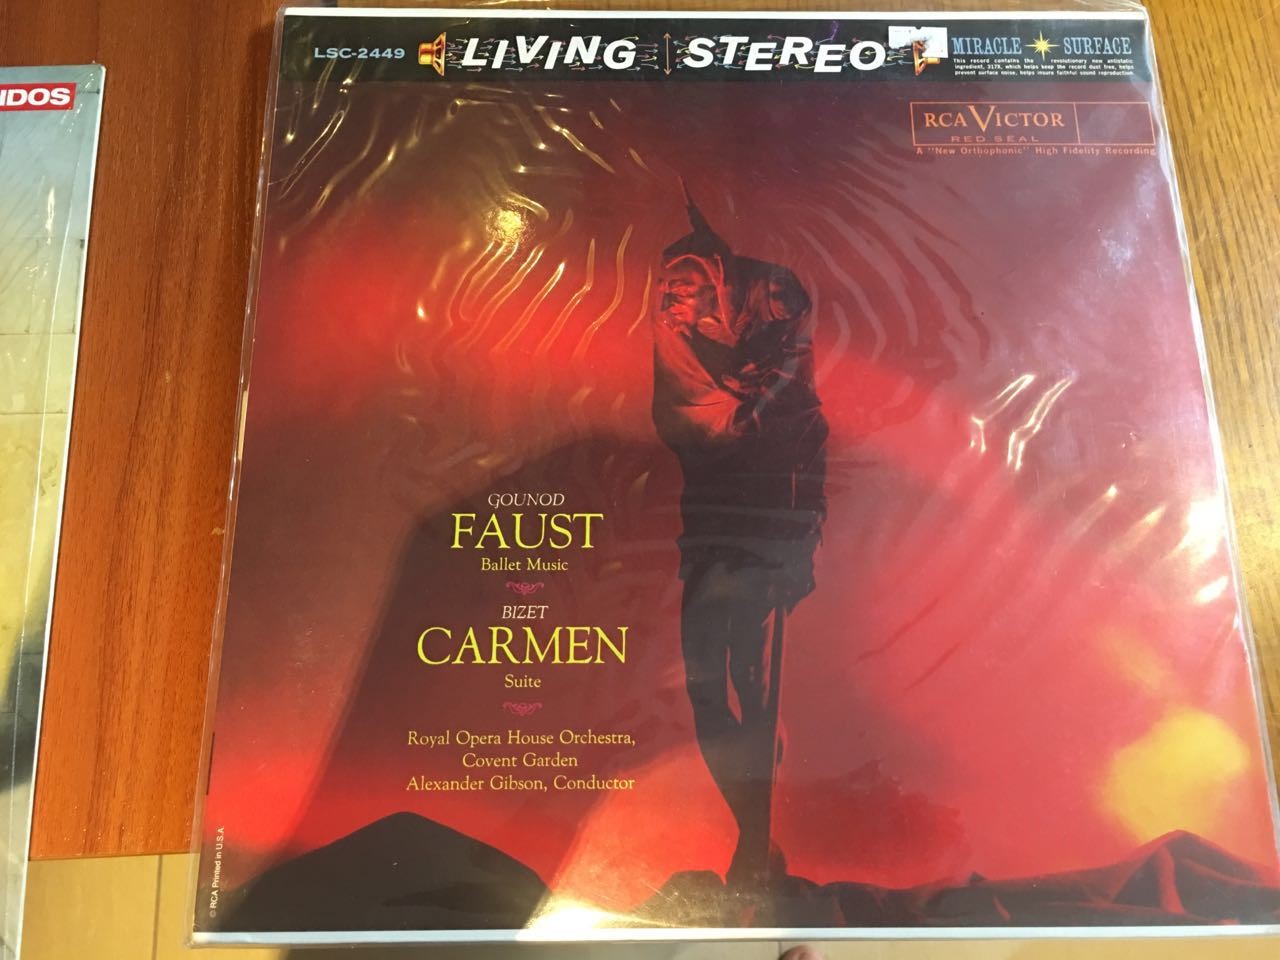 IDOS
LSC-2449
LIVING STEREO
MIRACLE SURFACE
This record contains the revolutionary new antistatic
ingredient, 317X, which helps keep the record dust free, helps
prevent surface noise, helps insure faithful sound reproduction.
RCA VICTOR
RED SEAL
A "New Orthophonic" High Fidelity Recording
GOUNOD
FAUST
Ballet Music
BIZET
CARMEN
Suite
Royal Opera House Orchestra,
Covent Garden
Alexander Gibson, Conductor
© RCA Printed in U.S.A